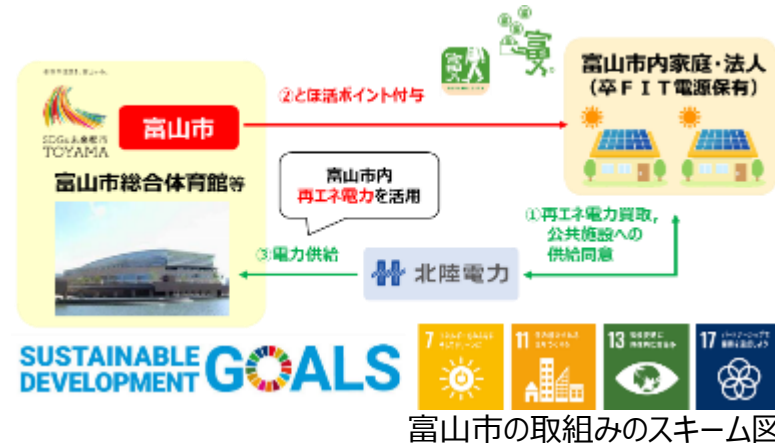 富山市内家庭・法人
(卒FIT電源保有)
②とほ活ポイント付与
SDGs未来都市
TOYAMA
富山市
富山市総合体育館等
富山市内
再エネ電力を活用
①再エネ電力買取,
公共施設への
供給同意
③電力供給
北陸電力
SUSTAINABLE
DEVELOPMENT
GOALS
7
11
13
17
富山市の取組みのスキーム図